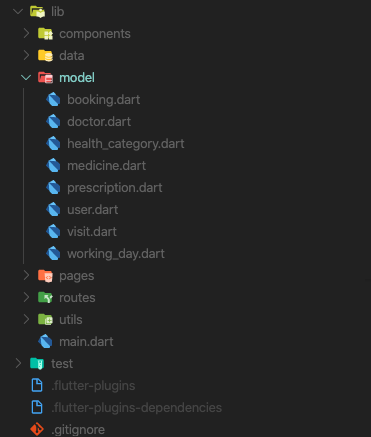 lib
components
data
model
booking.dart
doctor.dart
health_category.dart
medicine.dart
prescription.dart
user.dart
visit.dart
working_day.dart
pages
routes
utils
main.dart
test
.flutter-plugins
.flutter-plugins-dependencies
.gitignore